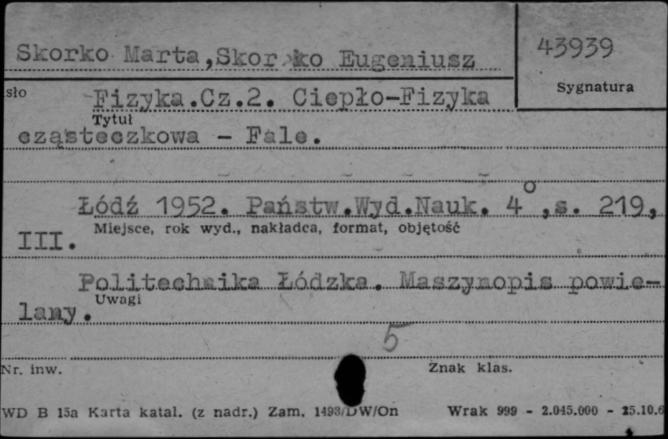 Skorko Marta,Skorko Eugeniusz
43939
Sygnatura
sło
Fizyka.Cz.2. Ciepło-Fizyka
Tytuł
cząsteczkowa - Fale.
Łódź 1952. Państw.Wyd.Nauk. 4°,s. 219,
Miejsce, rok wyd., nakładca, format, objętość
III.
Politechnika Łódzka. Maszynopis powie-
Uwagi
lany.
5
Nr. inw.
Znak klas.
WD B 15a Karta katal. (z nadr.) Zam. 1493/DW/On Wrak 999 - 2.045.000 - 25.10.6